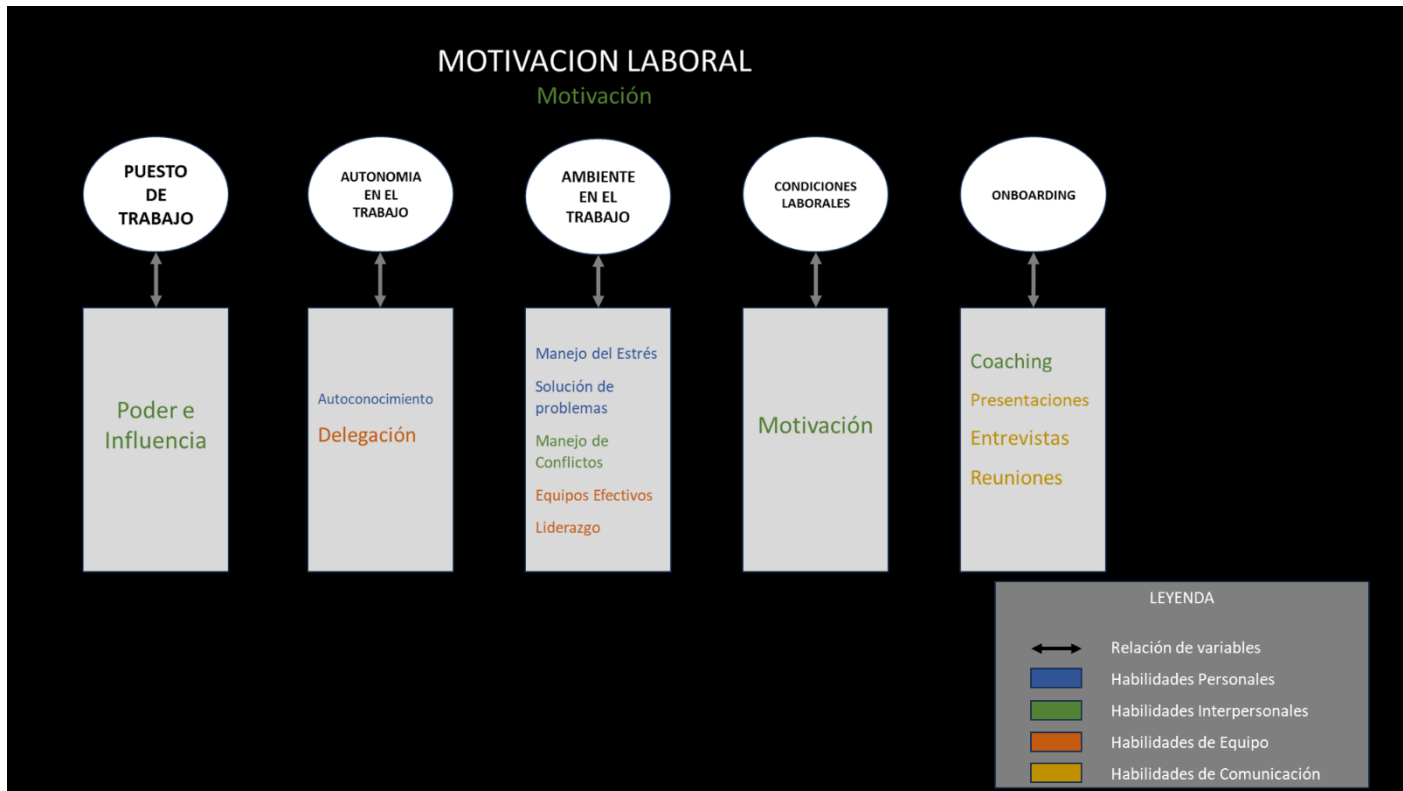 MOTIVACION LABORAL
Motivación
PUESTO
DE
TRABAJO
AUTONOMIA
EN EL
TRABAJO
AMBIENTE
EN EL
TRABAJO
CONDICIONES
LABORALES
ONBOARDING
Poder e
Influencia
Autoconocimiento
Delegación
Manejo del Estrés
Solución de
problemas
Manejo de
Conflictos
Equipos Efectivos
Liderazgo
Motivación
Coaching
Presentaciones
Entrevistas
Reuniones
LEYENDA
Relación de variables
Habilidades Personales
Habilidades Interpersonales
Habilidades de Equipo
Habilidades de Comunicación